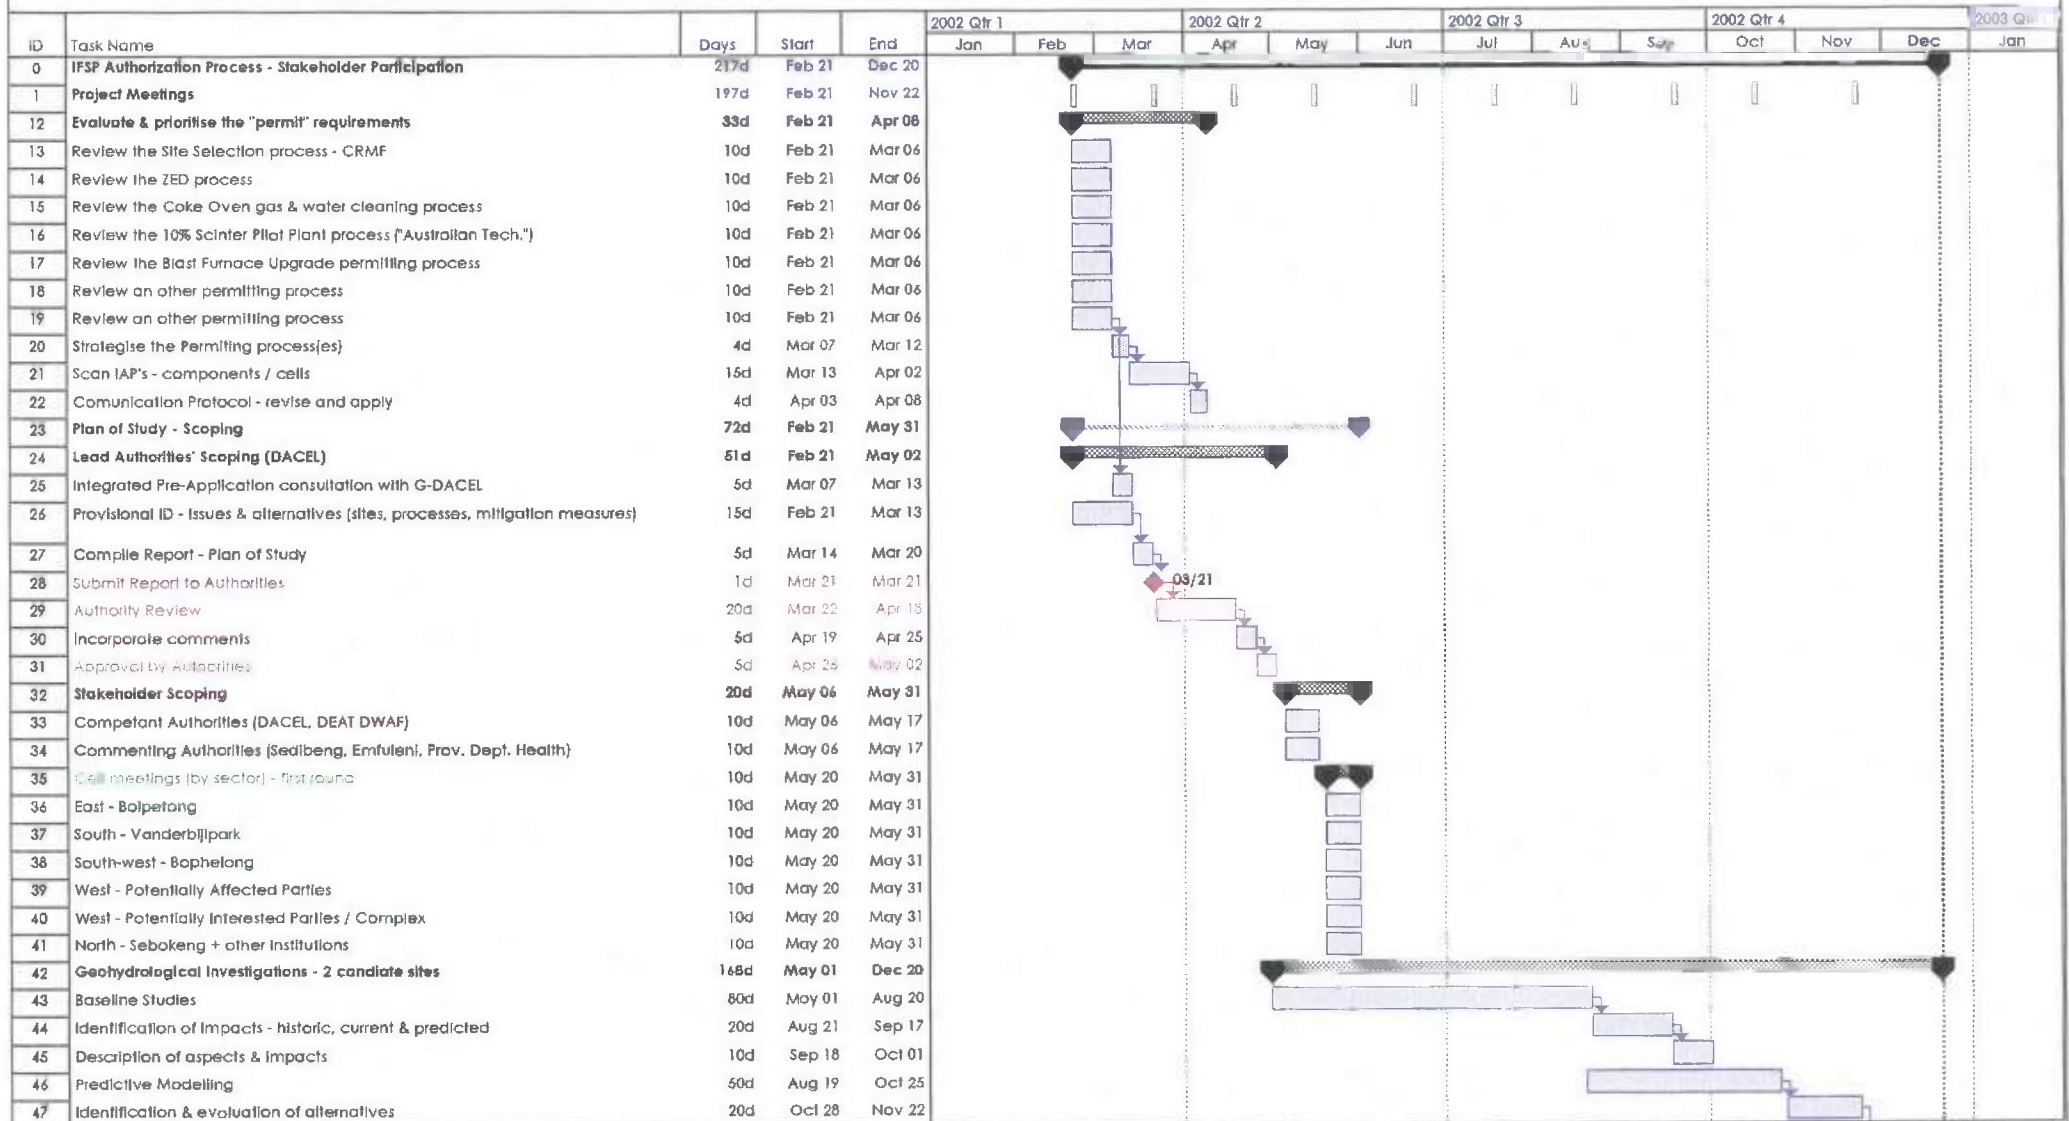 2002 Qtr 1 2002 Qtr 2 2002 Qtr 3 2002 Qtr 4 2003
ID Task Name Days Start End Jan Feb Mar Apr May Jun Jul Aug Sep Oct Nov Dec Jan
0 IFSP Authorization Process - Stakeholder Participation 217d Feb 21 Dec 20
1 Project Meetings 197d Feb 21 Nov 22
12 Evaluate & prioritise the "permit" requirements 33d Feb 21 Apr 08
13 Review the Site Selection process - CRMF 10d Feb 21 Mar 06
14 Review the ZED process 10d Feb 21 Mar 06
15 Review the Coke Oven gas & water cleaning process 10d Feb 21 Mar 06
16 Review the 10% Scinter Pilot Plant process ("Australian Tech.") 10d Feb 21 Mar 06
17 Review the Blast Furnace Upgrade permitting process 10d Feb 21 Mar 06
18 Review an other permitting process 10d Feb 21 Mar 06
19 Review an other permitting process 10d Feb 21 Mar 06
20 Strategise the Permiting process(es) 4d Mar 07 Mar 12
21 Scan IAP's - components / cells 15d Mar 13 Apr 02
22 Comunication Protocol - revise and apply 4d Apr 03 Apr 08
23 Plan of Study - Scoping 72d Feb 21 May 31
24 Lead Authorities' Scoping (DACEL) 51d Feb 21 May 02
25 Integrated Pre-Application consultation with G-DACEL 5d Mar 07 Mar 13
26 Provisional ID - Issues & alternatives (sites, processes, mitigation measures) 15d Feb 21 Mar 13
27 Compile Report - Plan of Study 5d Mar 14 Mar 20
28 Submit Report to Authorities 1d Mar 21 Mar 21 03/21
29 Authority Review 20d Mar 22 Apr 18
30 Incorporate comments 5d Apr 19 Apr 25
31 Approval by Authorities 5d Apr 26 May 02
32 Stakeholder Scoping 20d May 06 May 31
33 Competant Authorities (DACEL, DEAT DWAF) 10d May 06 May 17
34 Commenting Authorities (Sedibeng, Emfuleni, Prov. Dept. Health) 10d May 06 May 17
35 Cell meetings (by sector) - first round 10d May 20 May 31
36 East - Boipetong 10d May 20 May 31
37 South - Vanderbijlpark 10d May 20 May 31
38 South-west - Bophelong 10d May 20 May 31
39 West - Potentially Affected Parties 10d May 20 May 31
40 West - Potentially Interested Parties / Complex 10d May 20 May 31
41 North - Sebokeng + other Institutions 10d May 20 May 31
42 Geohydrological Investigations - 2 candiate sites 168d May 01 Dec 20
43 Baseline Studies 80d May 01 Aug 20
44 Identification of Impacts - historic, current & predicted 20d Aug 21 Sep 17
45 Description of aspects & impacts 10d Sep 18 Oct 01
46 Predictive Modelling 50d Aug 19 Oct 25
47 Identification & evaluation of alternatives 20d Oct 28 Nov 22